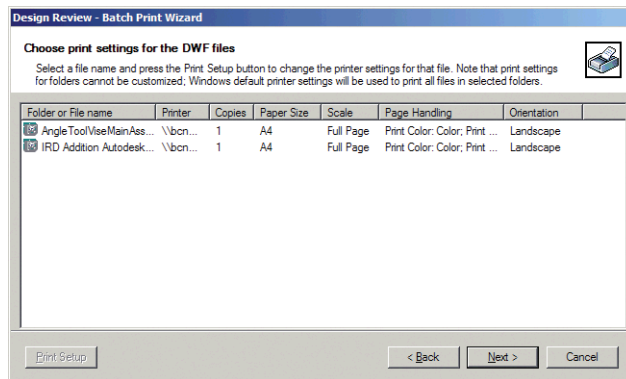 Design Review - Batch Print Wizard
Choose print settings for the DWF files
Select a file name and press the Print Setup button to change the printer settings for that file. Note that print settings
for folders cannot be customized; Windows default printer settings will be used to print all files in selected folders.
Folder or File name Printer Copies Paper Size Scale Page Handling Orientation
AngleToolViseMainAss... \\bcn... 1 A4 Full Page Print Color: Color; Print ... Landscape
IRD Addition Autodesk... \\bcn... 1 A4 Full Page Print Color: Color; Print ... Landscape
Print Setup < Back Next > Cancel